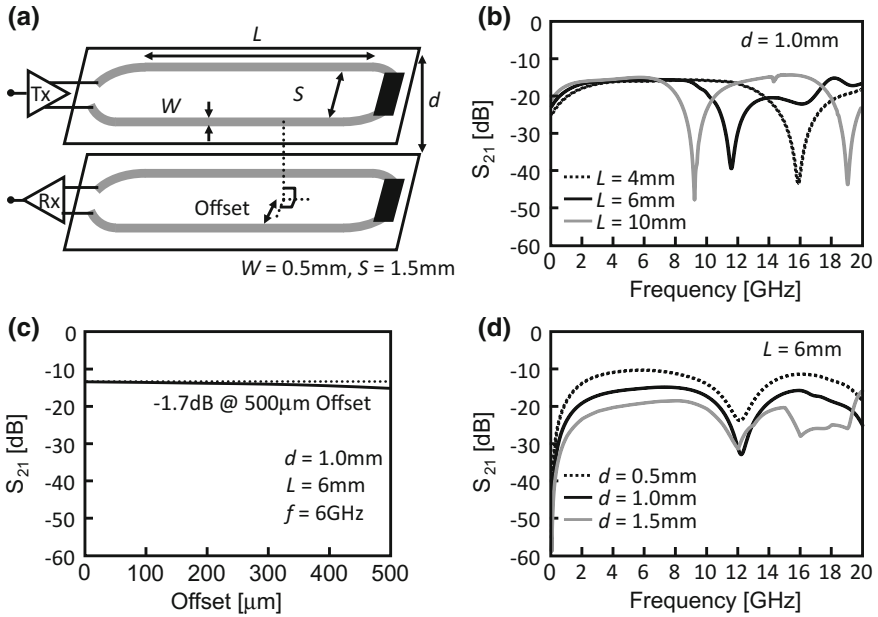 (a)
L
Tx
W
S
d
Rx
Offset
W = 0.5mm, S = 1.5mm
(b)
0
-10
-20
-30
-40
-50
-60
S21 [dB]
d = 1.0mm
L = 4mm
L = 6mm
L = 10mm
0 2 4 6 8 10 12 14 16 18 20
Frequency [GHz]
(c)
0
-10
-20
-30
-40
-50
-60
S21 [dB]
-1.7dB @ 500μm Offset
d = 1.0mm
L = 6mm
f = 6GHz
0 100 200 300 400 500
Offset [μm]
(d)
0
-10
-20
-30
-40
-50
-60
S21 [dB]
L = 6mm
d = 0.5mm
d = 1.0mm
d = 1.5mm
0 2 4 6 8 10 12 14 16 18 20
Frequency [GHz]